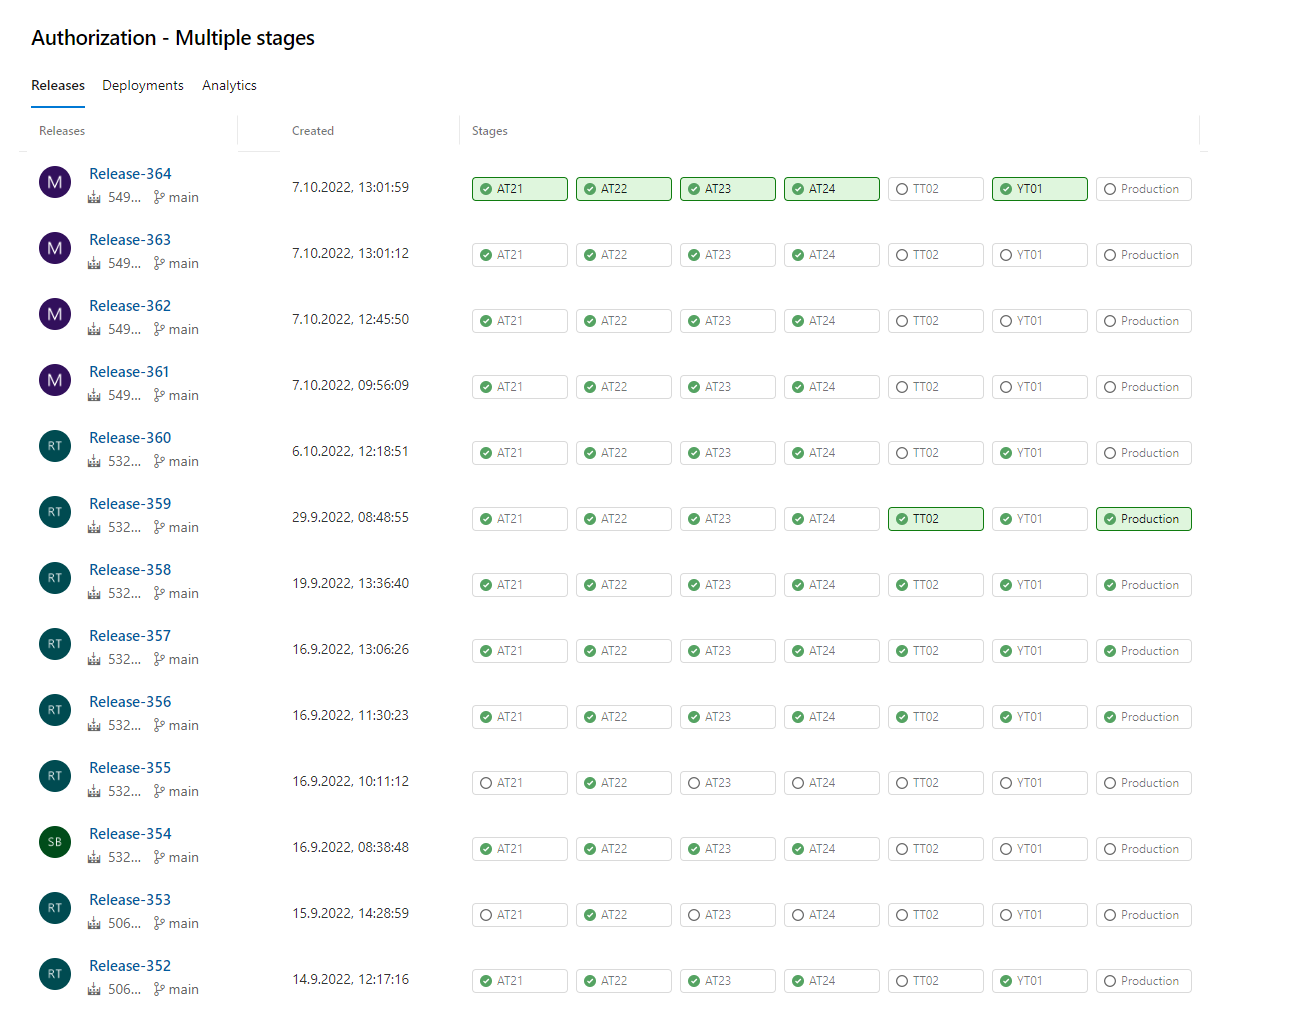 Authorization - Multiple stages
Releases Deployments Analytics
Releases Created Stages
M Release-364 7.10.2022, 13:01:59 AT21 AT22 AT23 AT24 TT02 YT01 Production
549... main
M Release-363 7.10.2022, 13:01:12 AT21 AT22 AT23 AT24 TT02 YT01 Production
549... main
M Release-362 7.10.2022, 12:45:50 AT21 AT22 AT23 AT24 TT02 YT01 Production
549... main
M Release-361 7.10.2022, 09:56:09 AT21 AT22 AT23 AT24 TT02 YT01 Production
549... main
RT Release-360 6.10.2022, 12:18:51 AT21 AT22 AT23 AT24 TT02 YT01 Production
532... main
RT Release-359 29.9.2022, 08:48:55 AT21 AT22 AT23 AT24 TT02 YT01 Production
532... main
RT Release-358 19.9.2022, 13:36:40 AT21 AT22 AT23 AT24 TT02 YT01 Production
532... main
RT Release-357 16.9.2022, 13:06:26 AT21 AT22 AT23 AT24 TT02 YT01 Production
532... main
RT Release-356 16.9.2022, 11:30:23 AT21 AT22 AT23 AT24 TT02 YT01 Production
532... main
RT Release-355 16.9.2022, 10:11:12 AT21 AT22 AT23 AT24 TT02 YT01 Production
532... main
SB Release-354 16.9.2022, 08:38:48 AT21 AT22 AT23 AT24 TT02 YT01 Production
532... main
RT Release-353 15.9.2022, 14:28:59 AT21 AT22 AT23 AT24 TT02 YT01 Production
506... main
RT Release-352 14.9.2022, 12:17:16 AT21 AT22 AT23 AT24 TT02 YT01 Production
506... main